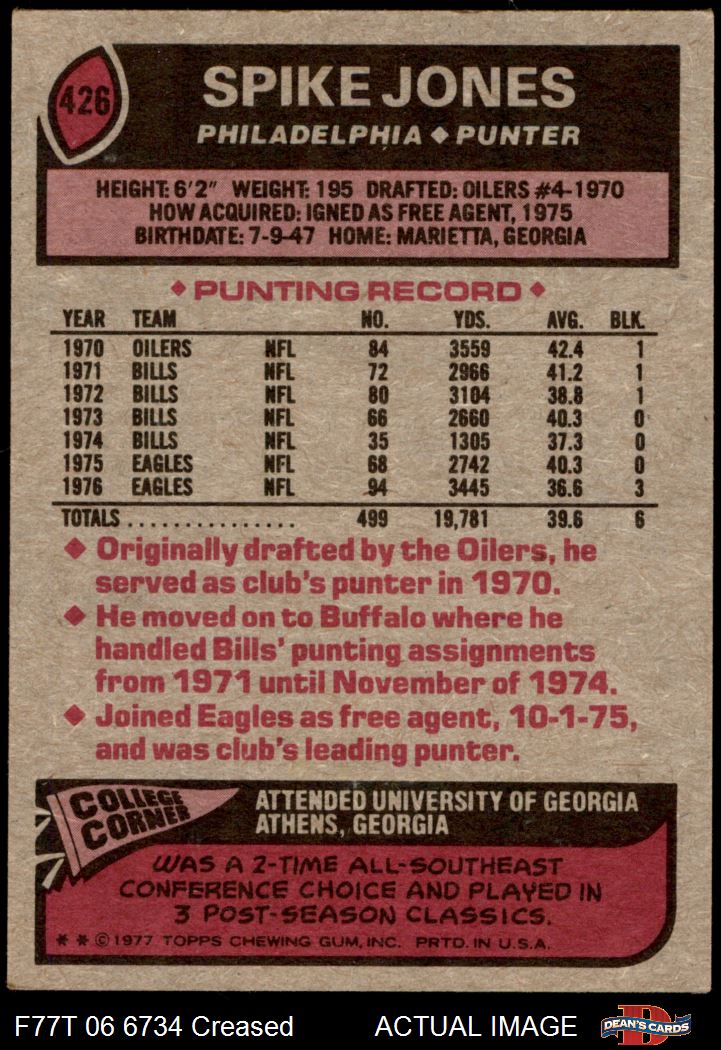 426
SPIKE JONES
PHILADELPHIA ◆ PUNTER
HEIGHT: 6'2" WEIGHT: 195 DRAFTED: OILERS #4-1970
HOW ACQUIRED: IGNED AS FREE AGENT, 1975
BIRTHDATE: 7-9-47 HOME: MARIETTA, GEORGIA
◆ PUNTING RECORD ◆
YEAR TEAM NO. YDS. AVG. BLK.
1970 OILERS NFL 84 3559 42.4 1
1971 BILLS NFL 72 2966 41.2 1
1972 BILLS NFL 80 3104 38.8 1
1973 BILLS NFL 66 2660 40.3 0
1974 BILLS NFL 35 1305 37.3 0
1975 EAGLES NFL 68 2742 40.3 0
1976 EAGLES NFL 94 3445 36.6 3
TOTALS................ 499 19,781 39.6 6
◆ Originally drafted by the Oilers, he
served as club's punter in 1970.
◆ He moved on to Buffalo where he
handled Bills' punting assignments
from 1971 until November of 1974.
◆ Joined Eagles as free agent, 10-1-75,
and was club's leading punter.
COLLEGE
CORNER
ATTENDED UNIVERSITY OF GEORGIA
ATHENS, GEORGIA
WAS A 2-TIME ALL-SOUTHEAST
CONFERENCE CHOICE AND PLAYED IN
3 POST-SEASON CLASSICS.
* * © 1977 TOPPS CHEWING GUM, INC. PRTD. IN U.S.A.
F77T 06 6734 Creased ACTUAL IMAGE
DEAN'S CARDS